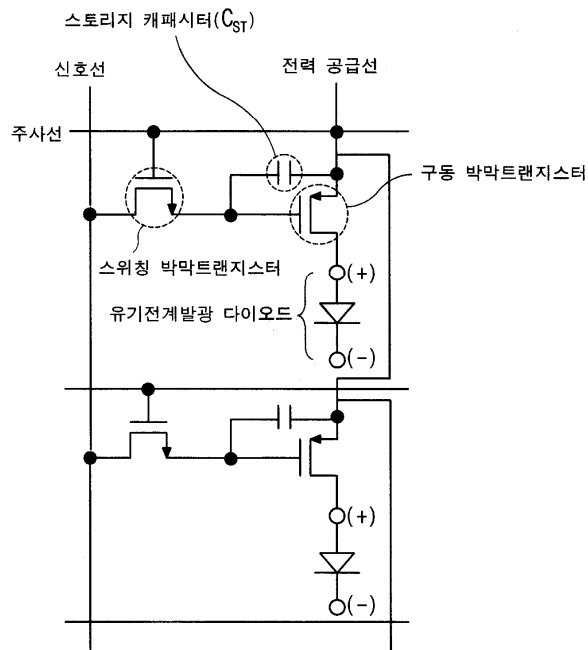 스토리지 캐패시터(CST)
신호선
전력 공급선
주사선
구동 박막트랜지스터
스위칭 박막트랜지스터
(+)
유기전계발광 다이오드
(-)
(+)
(-)